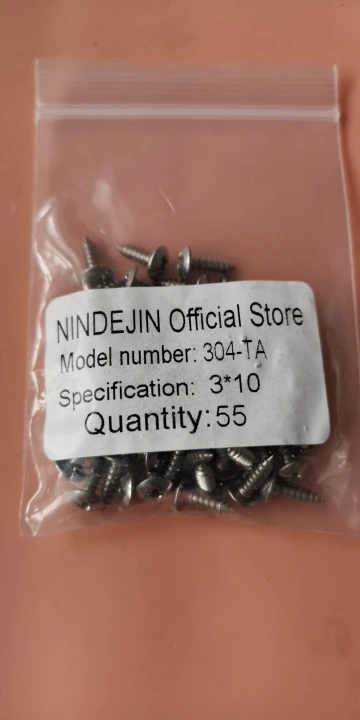 NINDEJIN Official Store
Model number: 304-TA
Specification: 3*10
Quantity: 55